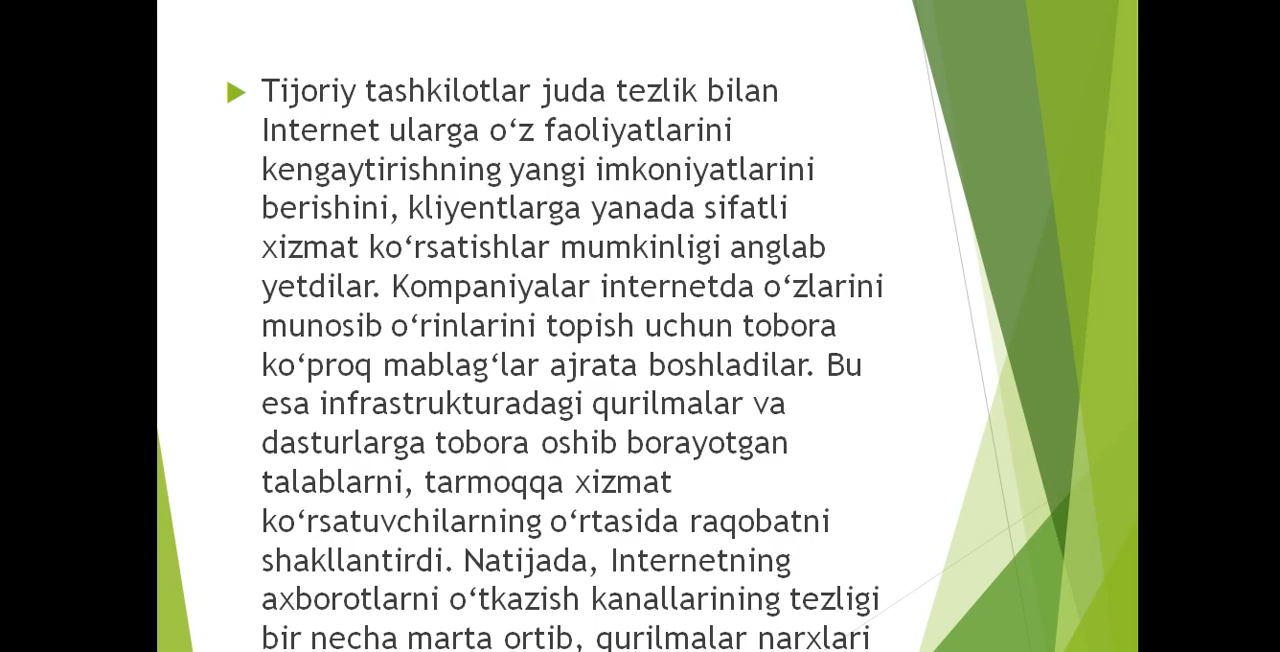 Tijoriy tashkilotlar juda tezlik bilan
Internet ularga o‘z faoliyatlarini
kengaytirishning yangi imkoniyatlarini
berishini, kliyentlarga yanada sifatli
xizmat ko‘rsatishlar mumkinligi anglab
yetdilar. Kompaniyalar internetda o‘zlarini
munosib o‘rinlarini topish uchun tobora
ko‘proq mablag‘lar ajrata boshladilar. Bu
esa infrastrukturadagi qurilmalar va
dasturlarga tobora oshib borayotgan
talablarni, tarmoqqa xizmat
ko‘rsatuvchilarning o‘rtasida raqobatni
shakllantirdi. Natijada, Internetning
axborotlarni o‘tkazish kanallarining tezligi
bir necha marta ortib, qurilmalar narxlari